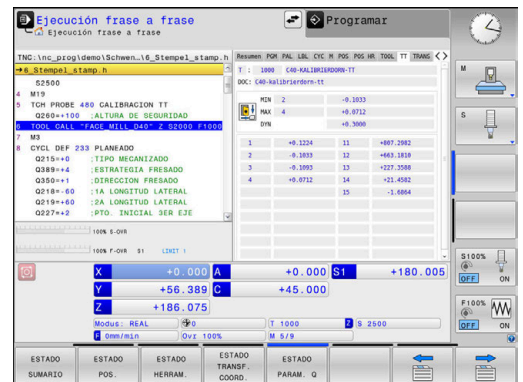 Ejecución frase a frase
Ejecución frase a frase
Programar
TNC:\nc_prog\demo\Schwen...\6_Stempel_stamp.h
→6_Stempel_stamp.h
S2500
4 M19
5 TCH PROBE 480 CALIBRACION TT
Q260=+100 ;ALTURA DE SEGURIDAD
TOOL CALL "FACE_MILL_D40" Z S2000 F1000
7 M3
8 CYCL DEF 233 PLANEADO
Q215=+0 ;TIPO MECANIZADO
Q389=+4 ;ESTRATEGIA FRESADO
Q350=+1 ;DIRECCION FRESADO
Q218=-60 ;1A LONGITUD LATERAL
Q219=+60 ;2A LONGITUD LATERAL
Q227=+2 ;PTO. INICIAL 3ER EJE
100% S-OVR
100% F-OVR S1 LIMIT 1
Resumen PGM PAL LBL CYC M POS POS HR TOOL TT TRANS
T : 1000 C40-KALIBRIERDORN-TT
DOC: C40-kalibrierdorn-tt
MIN 2 -0.1033
MAX 4 +0.0712
DYN +0.3000
1 +0.1224 11 +807.2982
2 -0.1033 12 +663.1810
3 -0.1093 13 +227.3568
4 +0.0712 14 +21.4582
15 -1.6864
X +0.000 A +0.000 S1 +180.005
Y +56.389 C +45.000
Z +186.075
Modus: REAL 0 T 1000 Z S 2500
F 0mm/min Ovr 100% M 5/9
M
S
S100%
OFF ON
F100%
OFF ON
ESTADO SUMARIO
ESTADO POS.
ESTADO HERRAM.
ESTADO TRANSF. COORD.
ESTADO PARAM. Q